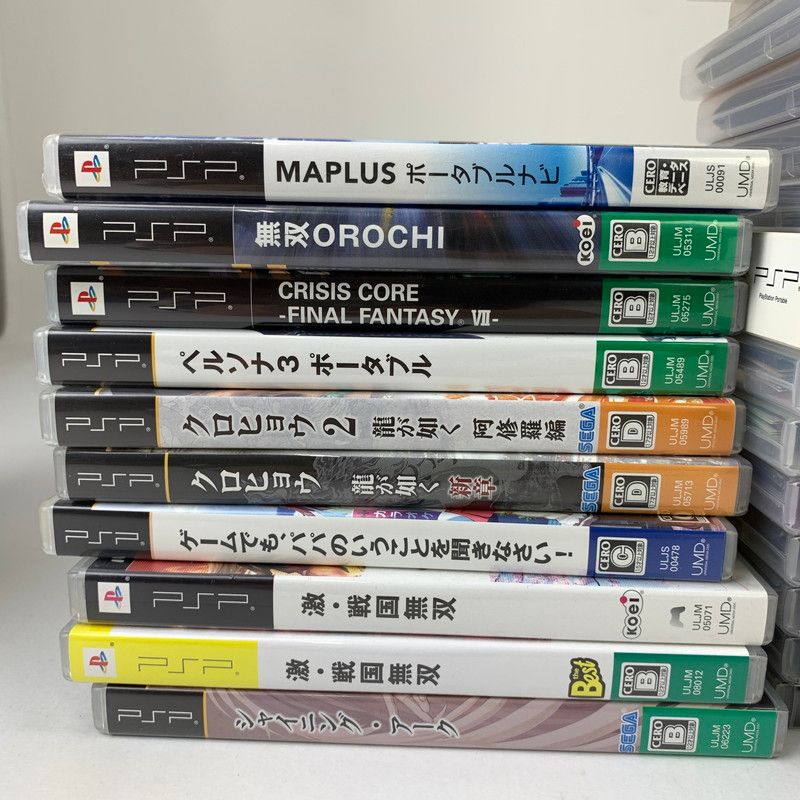 PSP MAPLUS ポータブルナビ CERO 教育・データベース ULJS 00091 UMD
PSP 無双OROCHI KOEI CERO B ULJM 05314 UMD
PSP CRISIS CORE
-FINAL FANTASY® VII- CERO B ULJM 05275 UMD
PSP ペルソナ3 ポータブル CERO B ULJM 05489 UMD
PSP クロヒョウ2 龍が如く 阿修羅編 SEGA CERO D ULJM 05989 UMD
PSP クロヒョウ 龍が如く新章 SEGA CERO D ULJM 05713 UMD
PSP ゲームでも、パパのいうことを聞きなさい! CERO C ULJS 00478 UMD
PSP 激・戦国無双 KOEI ULJM 05071 UMD
PSP 激・戦国無双 the Best CERO B ULJM 08012 UMD
PSP シャイニング・アーク SEGA CERO B ULJM 06223 UMD
PSP
PlayStation Portable